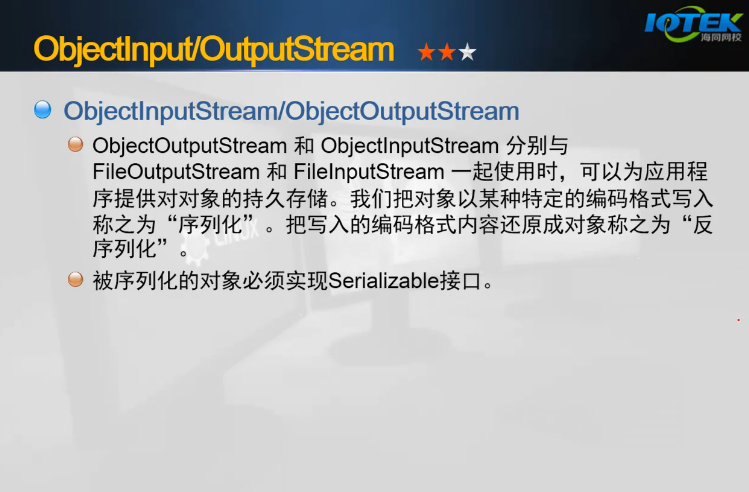 IOTEK
海同网校
ObjectInput/OutputStream
ObjectInputStream/ObjectOutputStream
ObjectOutputStream 和 ObjectInputStream 分别与
FileOutputStream 和 FileInputStream 一起使用时，可以为应用程
序提供对对象的持久存储。我们把对象以某种特定的编码格式写入
称之为“序列化”。把写入的编码格式内容还原成对象称之为“反
序列化”。
被序列化的对象必须实现Serializable接口。
LINUX